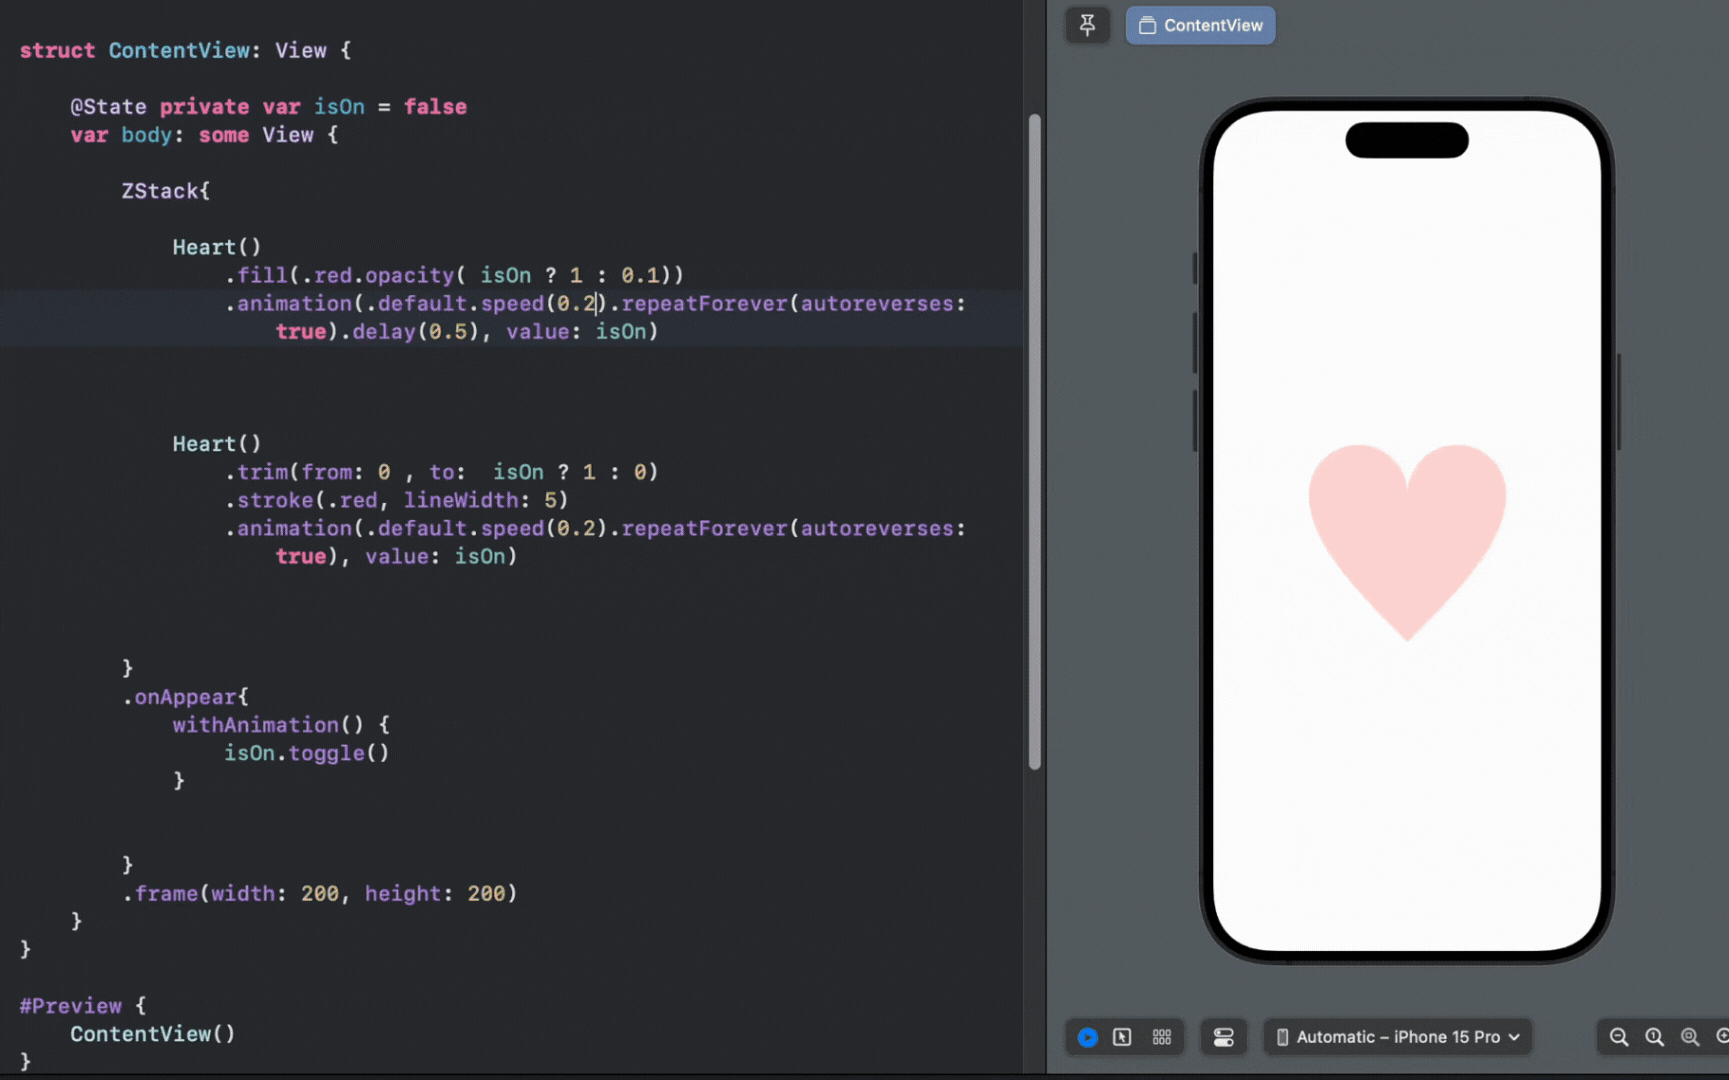 struct ContentView: View {
@State private var isOn = false
var body: some View {
ZStack{
Heart()
.fill(.red.opacity( isOn ? 1 : 0.1))
.animation(.default.speed(0.2).repeatForever(autoreverses:
true).delay(0.5), value: isOn)
Heart()
.trim(from: 0 , to:  isOn ? 1 : 0)
.stroke(.red, lineWidth: 5)
.animation(.default.speed(0.2).repeatForever(autoreverses:
true), value: isOn)
}
.onAppear{
withAnimation() {
isOn.toggle()
}
}
.frame(width: 200, height: 200)
}
}
#Preview {
ContentView()
}
ContentView
Automatic – iPhone 15 Pro